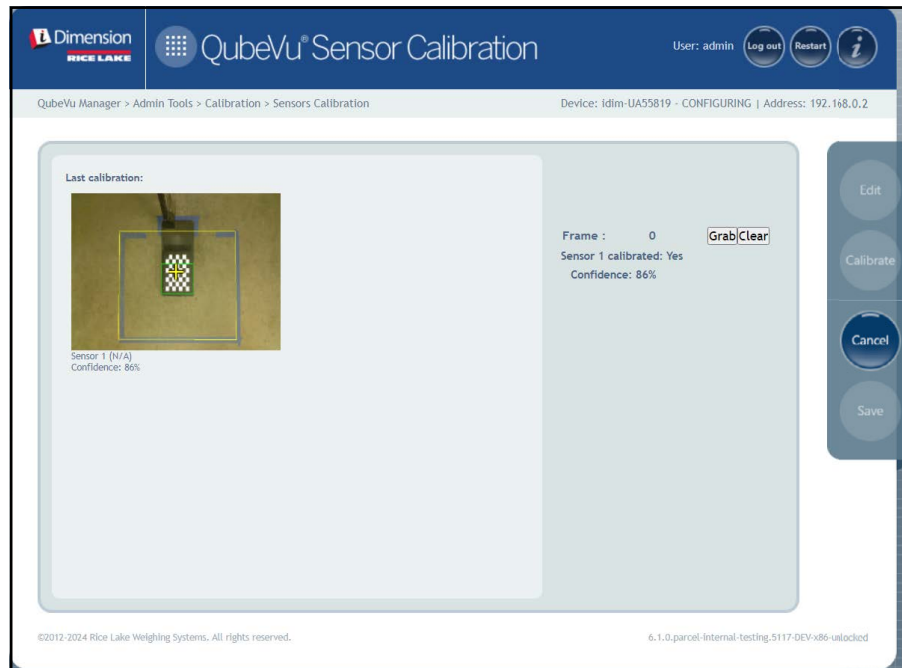 iDimension
RICE LAKE
QubeVu® Sensor Calibration
User: admin
Log out
Restart
i
QubeVu Manager > Admin Tools > Calibration > Sensors Calibration
Device: idim-UA55819 - CONFIGURING | Address: 192.168.0.2
Last calibration:
Sensor 1 (N/A)
Confidence: 86%
Frame : 0 Grab Clear
Sensor 1 calibrated: Yes
Confidence: 86%
Edit
Calibrate
Cancel
Save
©2012-2024 Rice Lake Weighing Systems. All rights reserved.
6.1.0.parcel-internal-testing.5117-DEV-x86-unlocked